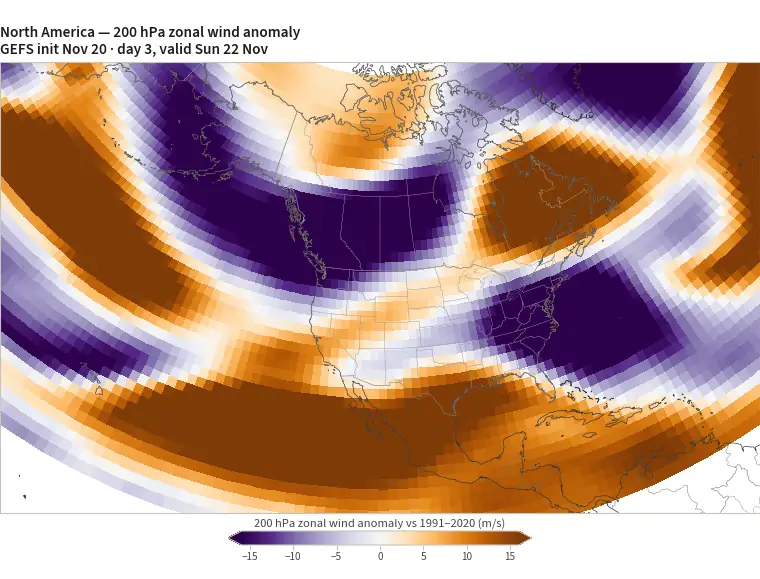 North America — 200 hPa zonal wind anomaly
GEFS init Nov 20 · day 3, valid Sun 22 Nov
200 hPa zonal wind anomaly vs 1991–2020 (m/s)
−15 −10 −5 0 5 10 15